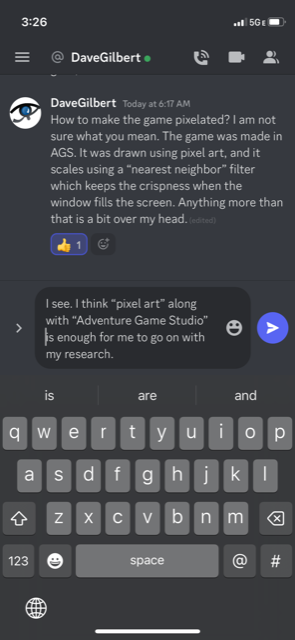 3:26
5GE
@ DaveGilbert
DaveGilbert Today at 6:17 AM
How to make the game pixelated? I am not
sure what you mean. The game was made in
AGS. It was drawn using pixel art, and it
scales using a “nearest neighbor” filter
which keeps the crispness when the
window fills the screen. Anything more than
that is a bit over my head. (edited)
👍 1
I see. I think “pixel art” along
with “Adventure Game Studio”
is enough for me to go on with
my research.
is are and
q w e r t y u i o p
a s d f g h j k l
z x c v b n m
123 space @ #